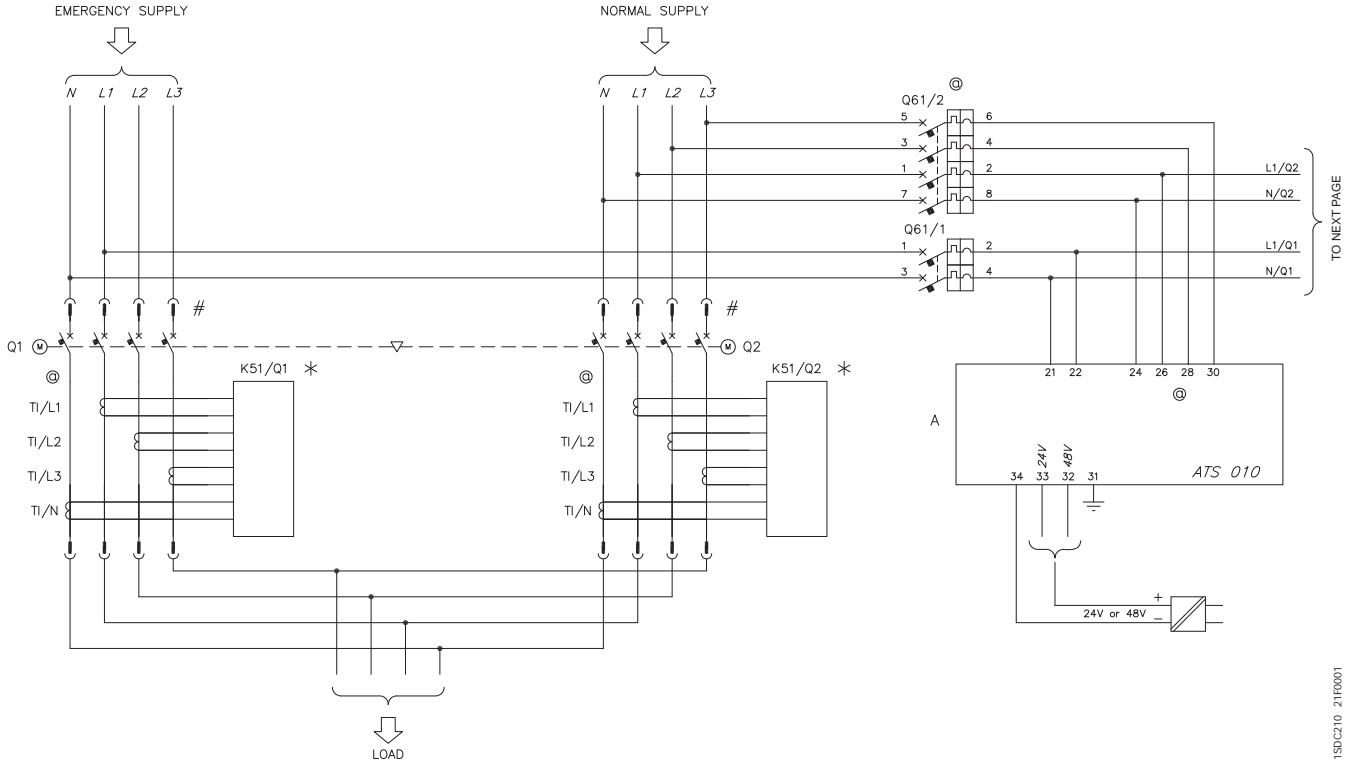 EMERGENCY SUPPLY
NORMAL SUPPLY
N L1 L2 L3
N L1 L2 L3
@
Q61/2
5 6
3 4
1 2 L1/Q2
7 8 N/Q2
Q61/1
1 2 L1/Q1
3 4 N/Q1
TO NEXT PAGE
# #
Q1 M
M Q2
@
K51/Q1 *
@
K51/Q2 *
TI/L1
TI/L2
TI/L3
TI/N
TI/L1
TI/L2
TI/L3
TI/N
21 22 24 26 28 30
@
A
24V 48V
34 33 32 31
ATS 010
+
24V or 48V
−
LOAD
1SDC210 21F0001